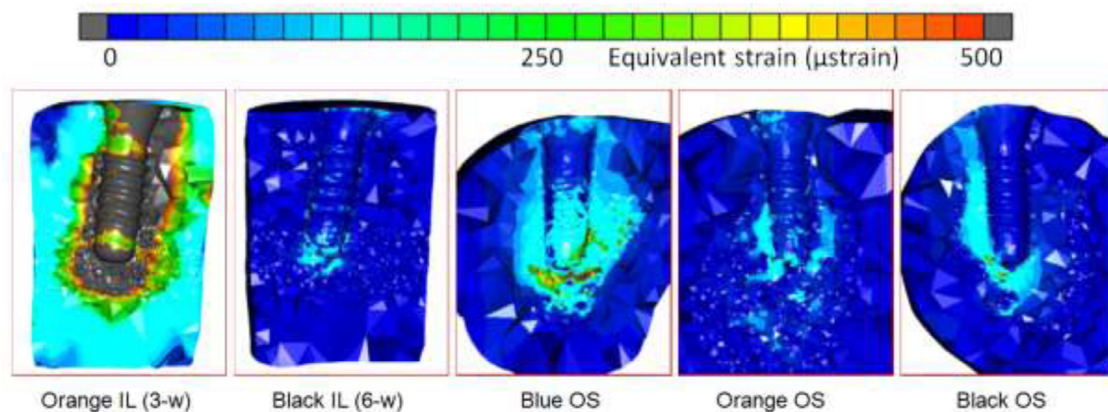 0 250 Equivalent strain (μstrain) 500
Orange IL (3-w) Black IL (6-w) Blue OS Orange OS Black OS